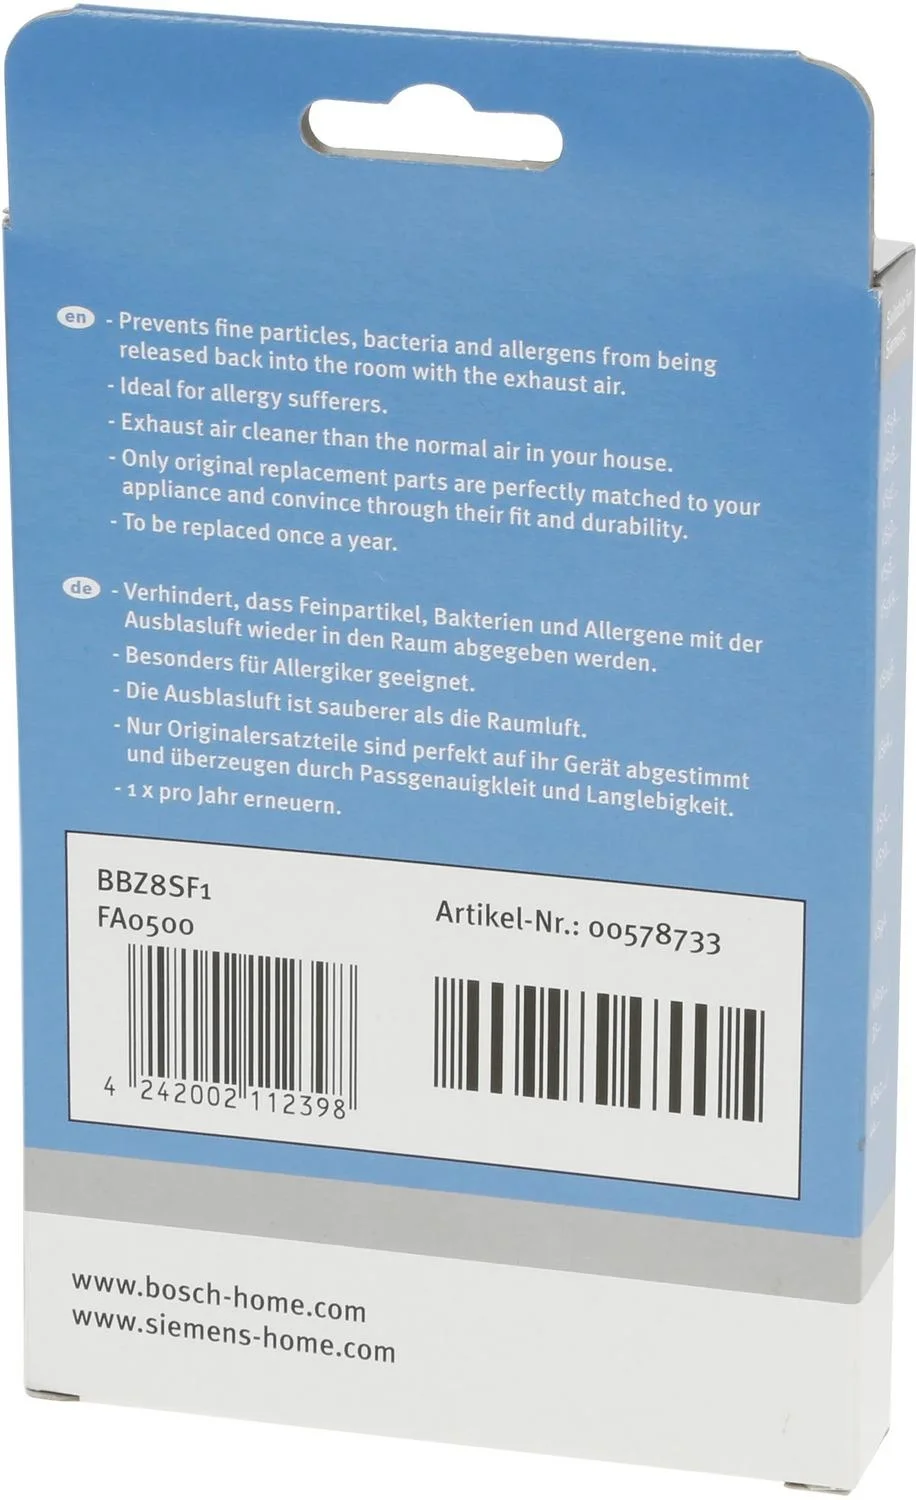 en - Prevents fine particles, bacteria and allergens from being
released back into the room with the exhaust air.
- Ideal for allergy sufferers.
- Exhaust air cleaner than the normal air in your house.
- Only original replacement parts are perfectly matched to your
appliance and convince through their fit and durability.
- To be replaced once a year.
de - Verhindert, dass Feinpartikel, Bakterien und Allergene mit der
Ausblasluft wieder in den Raum abgegeben werden.
- Besonders für Allergiker geeignet.
- Die Ausblasluft ist sauberer als die Raumluft.
- Nur Originalersatzteile sind perfekt auf ihr Gerät abgestimmt
und überzeugen durch Passgenauigkleit und Langlebigkeit.
- 1 x pro Jahr erneuern.
BBZ8SF1
FA0500
Artikel-Nr.: 00578733
4 242002 112398
www.bosch-home.com
www.siemens-home.com
Siemens